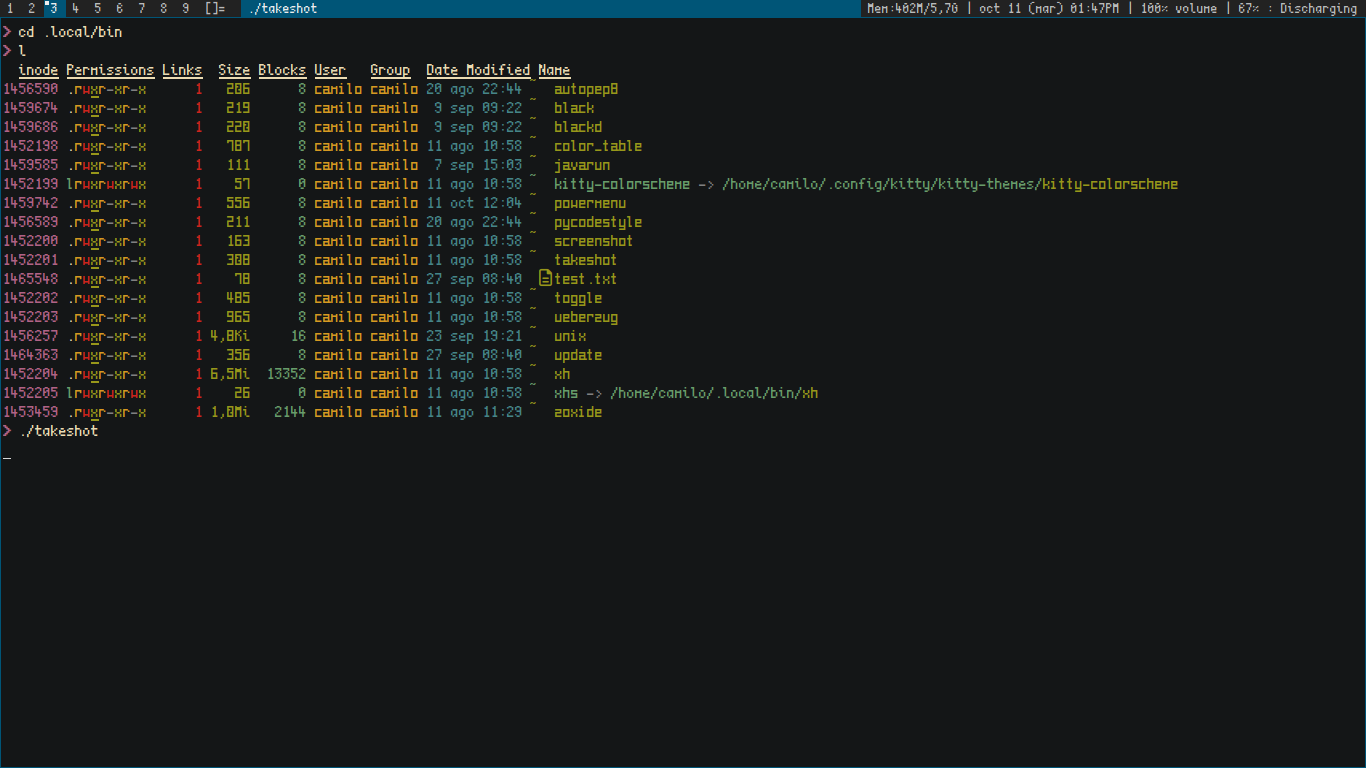 1 2 3 4 5 6 7 8 9 []= ./takeshot Mem:402M/5,7G | oct 11 (mar) 01:47PM | 100% volume | 67% : Discharging
> cd .local/bin
> l
inode Permissions Links Size Blocks User Group Date Modified Name
1456590 .rwxr-xr-x 1 206 8 camilo camilo 20 ago 22:44 ~ autopep8
1459674 .rwxr-xr-x 1 219 8 camilo camilo 9 sep 09:22 ~ black
1459686 .rwxr-xr-x 1 220 8 camilo camilo 9 sep 09:22 ~ blackd
1452198 .rwxr-xr-x 1 787 8 camilo camilo 11 ago 10:58 ~ color_table
1459585 .rwxr-xr-x 1 111 8 camilo camilo 7 sep 15:03 ~ javarun
1452199 lrwxrwxrwx 1 57 0 camilo camilo 11 ago 10:58 ~ kitty-colorscheme -> /home/camilo/.config/kitty/kitty-themes/kitty-colorscheme
1459742 .rwxr-xr-x 1 556 8 camilo camilo 11 oct 12:04 ~ powermenu
1456589 .rwxr-xr-x 1 211 8 camilo camilo 20 ago 22:44 ~ pycodestyle
1452200 .rwxr-xr-x 1 163 8 camilo camilo 11 ago 10:58 ~ screenshot
1452201 .rwxr-xr-x 1 308 8 camilo camilo 11 ago 10:58 ~ takeshot
1465548 .rwxr-xr-x 1 78 8 camilo camilo 27 sep 08:40 test.txt
1452202 .rwxr-xr-x 1 485 8 camilo camilo 11 ago 10:58 ~ toggle
1452203 .rwxr-xr-x 1 965 8 camilo camilo 11 ago 10:58 ~ ueberzug
1456257 .rwxr-xr-x 1 4,0Ki 16 camilo camilo 23 sep 19:21 ~ unix
1464363 .rwxr-xr-x 1 356 8 camilo camilo 27 sep 08:40 ~ update
1452204 .rwxr-xr-x 1 6,5Mi 13352 camilo camilo 11 ago 10:58 ~ xh
1452205 lrwxrwxrwx 1 26 0 camilo camilo 11 ago 10:58 ~ xhs -> /home/camilo/.local/bin/xh
1453459 .rwxr-xr-x 1 1,0Mi 2144 camilo camilo 11 ago 11:29 ~ zoxide
> ./takeshot
_